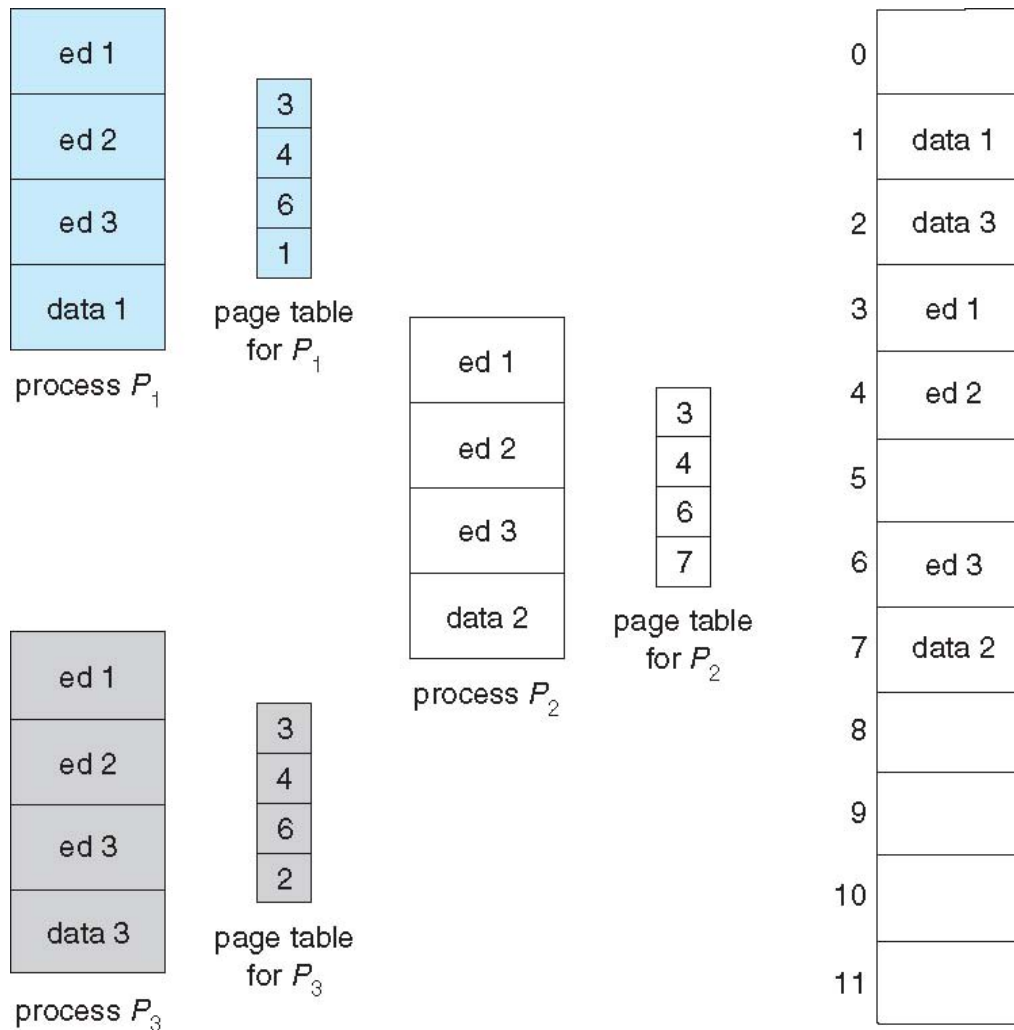 ed 1
ed 2
ed 3
data 1
process P1
3
4
6
1
page table
for P1
ed 1
ed 2
ed 3
data 2
process P2
3
4
6
7
page table
for P2
ed 1
ed 2
ed 3
data 3
process P3
3
4
6
2
page table
for P3
0
1 data 1
2 data 3
3 ed 1
4 ed 2
5
6 ed 3
7 data 2
8
9
10
11